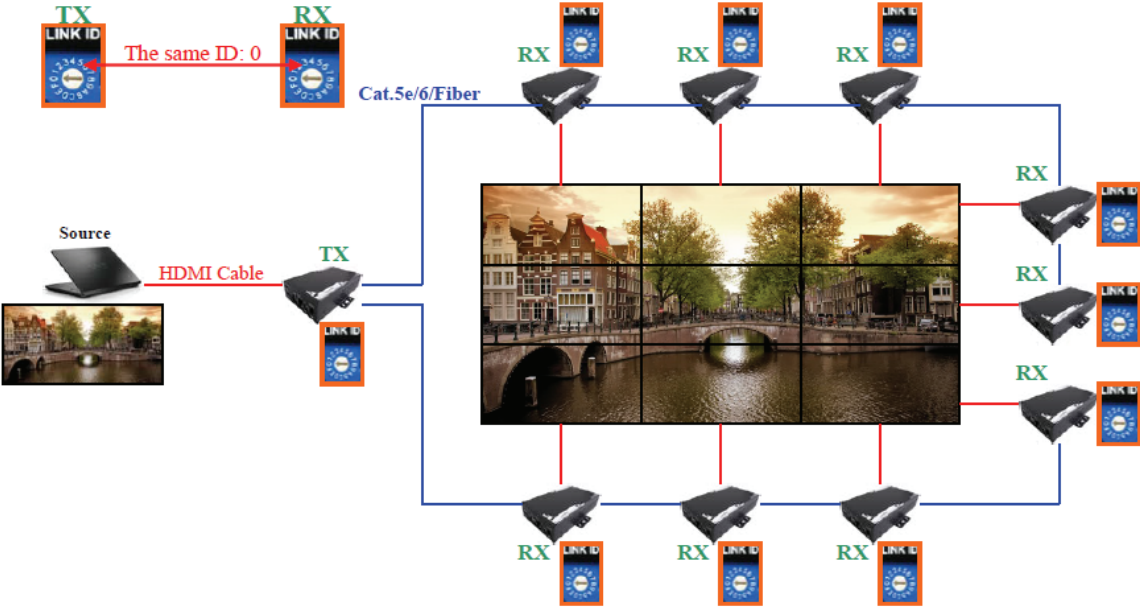 TX
RX
LINK ID
LINK ID
The same ID: 0
Cat.5e/6/Fiber
RX
LINK ID
RX
LINK ID
RX
LINK ID
RX
LINK ID
Source
HDMI Cable
TX
LINK ID
RX
LINK ID
RX
LINK ID
RX
LINK ID
RX
LINK ID
RX
LINK ID